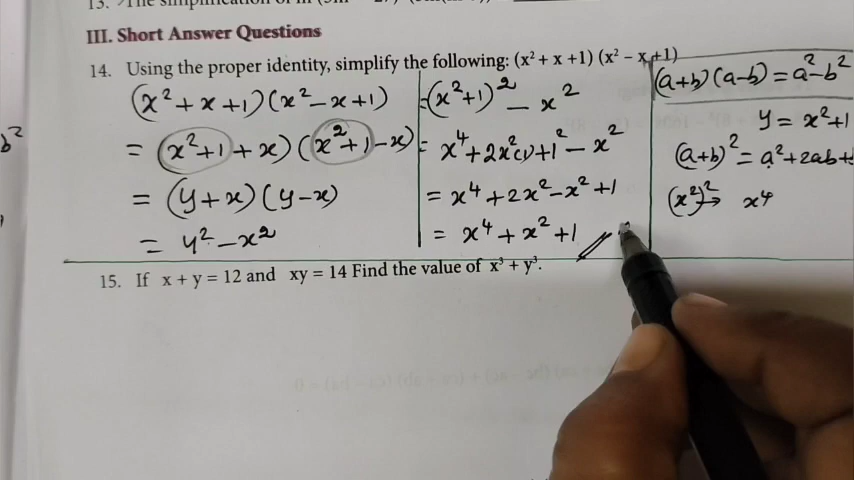 III. Short Answer Questions
14. Using the proper identity, simplify the following: (x² + x +1) (x² − x +1)
(x²+x+1)(x²−x+1)
= (x²+1+x)(x²+1−x)
= (y+x)(y−x)
= y²−x²
=(x²+1)²−x²
= x⁴+2x²(1)+1²−x²
= x⁴+2x²−x²+1
= x⁴+x²+1
(a+b)(a−b)=a²−b²
y = x²+1
(a+b)²=a²+2ab+
(x²)²→ x⁴
b²
15. If x + y = 12 and xy = 14 Find the value of x³ + y³.